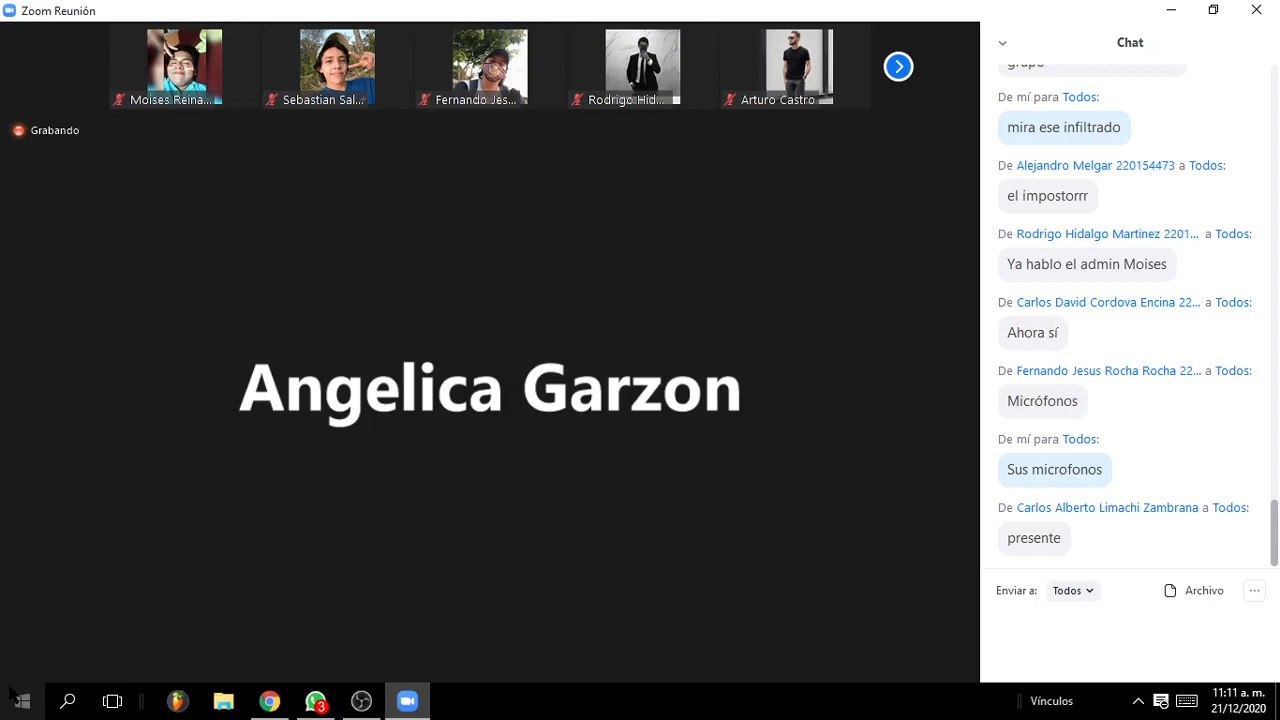 Zoom Reunión
Moises Reina...
Sebastian Sal...
Fernando Jes...
Rodrigo Hid...
Arturo Castro
Grabando
Angelica Garzon
Chat
grupo
De mí para Todos:
mira ese infiltrado
De Alejandro Melgar 220154473 a Todos:
el impostorrr
De Rodrigo Hidalgo Martinez 2201... a Todos:
Ya hablo el admin Moises
De Carlos David Cordova Encina 22... a Todos:
Ahora sí
De Fernando Jesus Rocha Rocha 22... a Todos:
Micrófonos
De mí para Todos:
Sus microfonos
De Carlos Alberto Limachi Zambrana a Todos:
presente
Enviar a: Todos Archivo ...
3
Vínculos
11:11 a. m.
21/12/2020